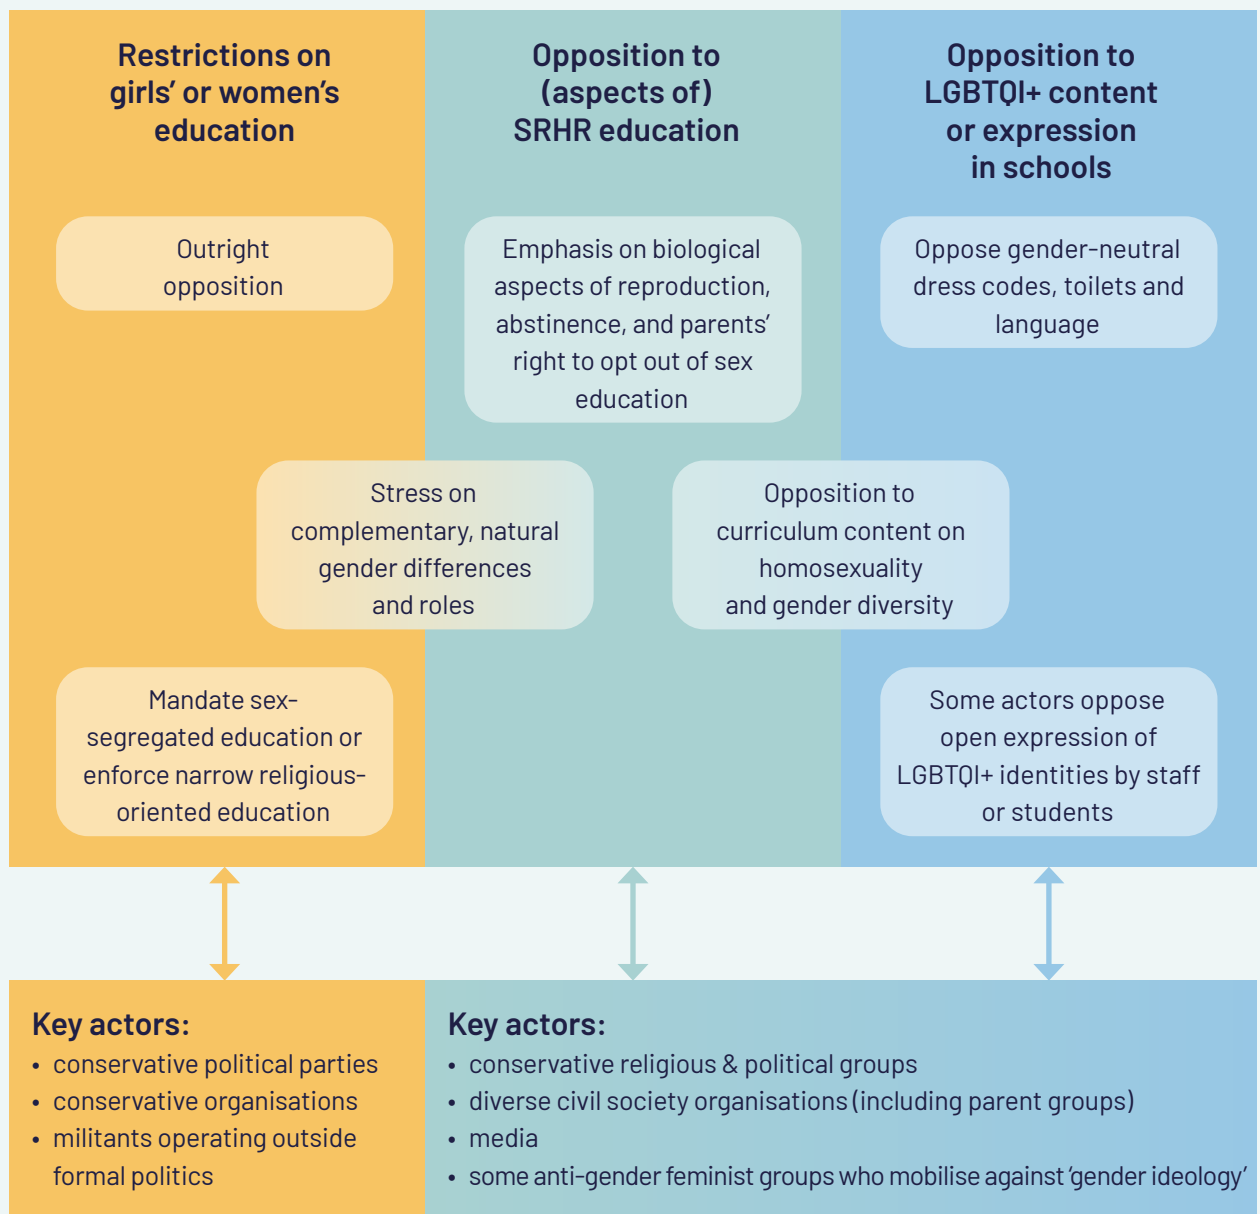 Restrictions on
girls’ or women’s
education
Opposition to
(aspects of)
SRHR education
Opposition to
LGBTQI+ content
or expression
in schools
Outright
opposition
Emphasis on biological
aspects of reproduction,
abstinence, and parents’
right to opt out of sex
education
Oppose gender-neutral
dress codes, toilets and
language
Stress on
complementary, natural
gender differences
and roles
Opposition to
curriculum content on
homosexuality
and gender diversity
Mandate sex-
segregated education or
enforce narrow religious-
oriented education
Some actors oppose
open expression of
LGBTQI+ identities by staff
or students
Key actors:
• conservative political parties
• conservative organisations
• militants operating outside
formal politics
Key actors:
• conservative religious & political groups
• diverse civil society organisations (including parent groups)
• media
• some anti-gender feminist groups who mobilise against ‘gender ideology’